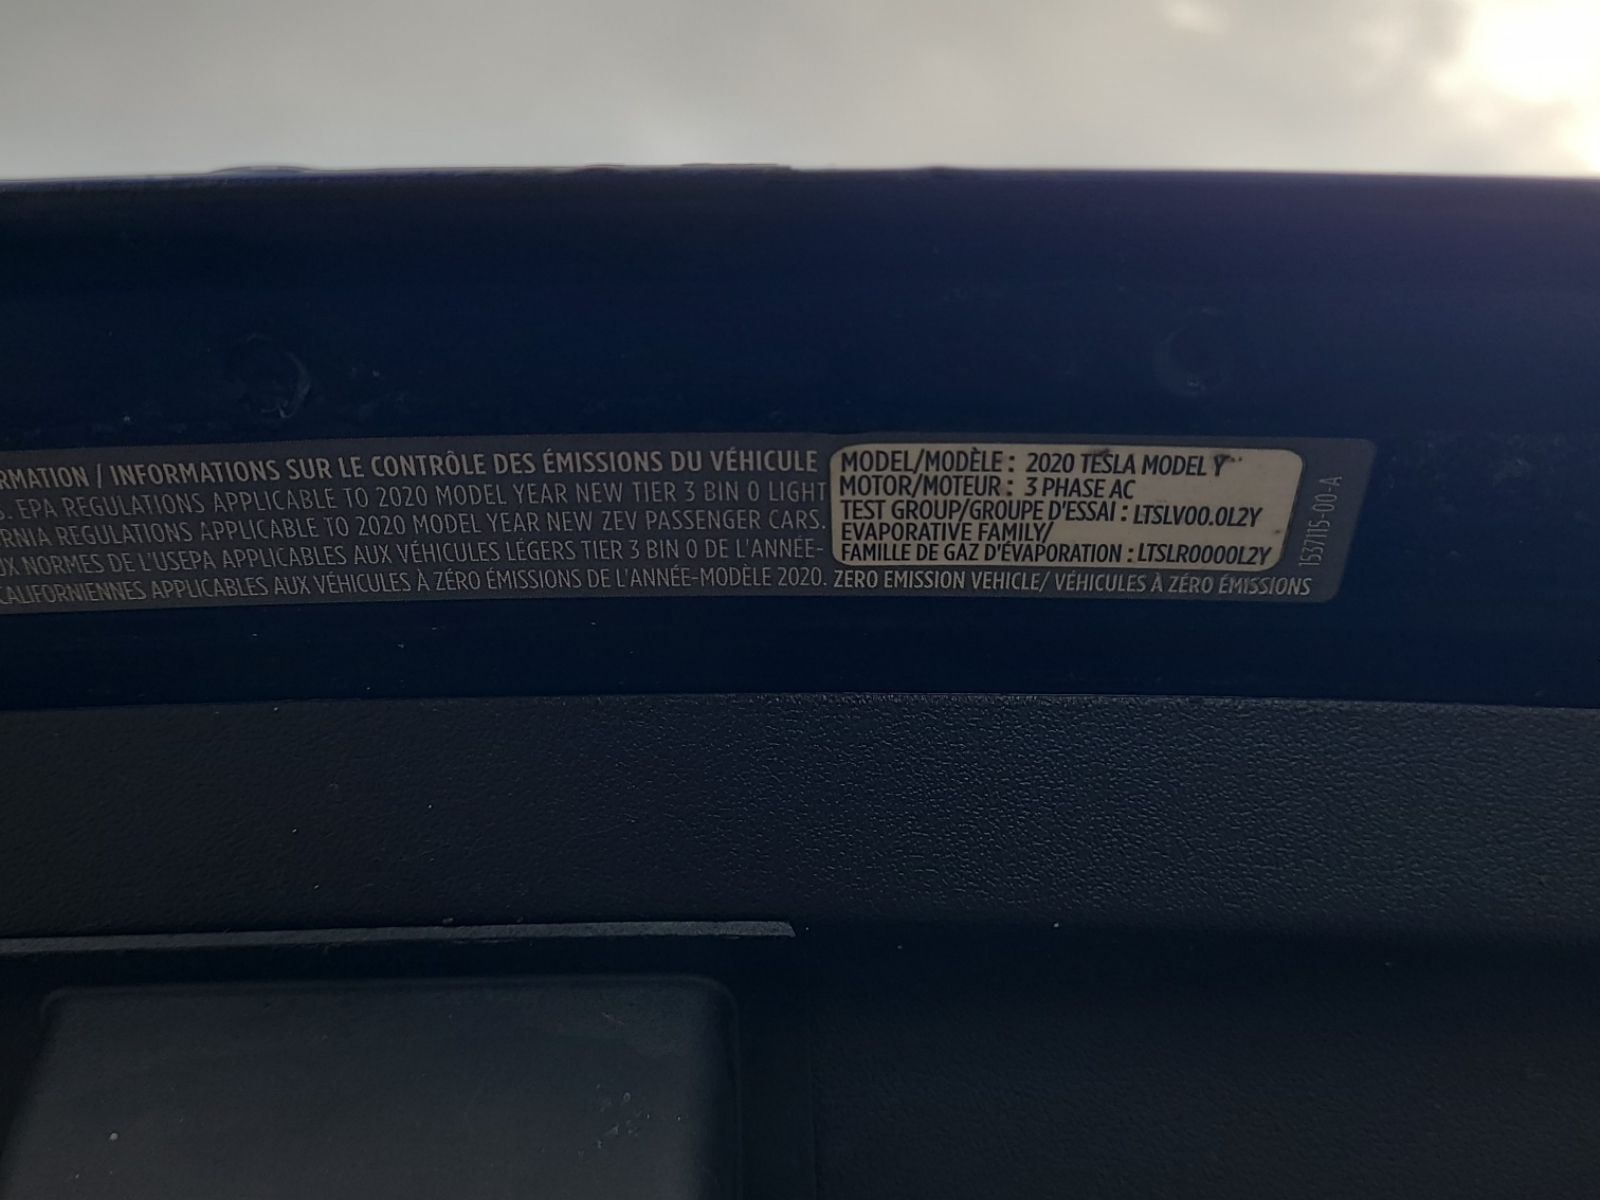 RMATION / INFORMATIONS SUR LE CONTRÔLE DES ÉMISSIONS DU VÉHICULE
S. EPA REGULATIONS APPLICABLE TO 2020 MODEL YEAR NEW TIER 3 BIN 0 LIGHT
RNIA REGULATIONS APPLICABLE TO 2020 MODEL YEAR NEW ZEV PASSENGER CARS.
UX NORMES DE L'USEPA APPLICABLES AUX VÉHICULES LÉGERS TIER 3 BIN 0 DE L'ANNÉE-
CALIFORNIENNES APPLICABLES AUX VÉHICULES À ZÉRO ÉMISSIONS DE L'ANNÉE-MODÈLE 2020.
MODEL/MODÈLE : 2020 TESLA MODEL Y
MOTOR/MOTEUR : 3 PHASE AC
TEST GROUP/GROUPE D'ESSAI : LTSLV00.0L2Y
EVAPORATIVE FAMILY/
FAMILLE DE GAZ D'ÉVAPORATION : LTSLR0000L2Y
ZERO EMISSION VEHICLE/ VÉHICULES À ZÉRO ÉMISSIONS
1537115-00-A